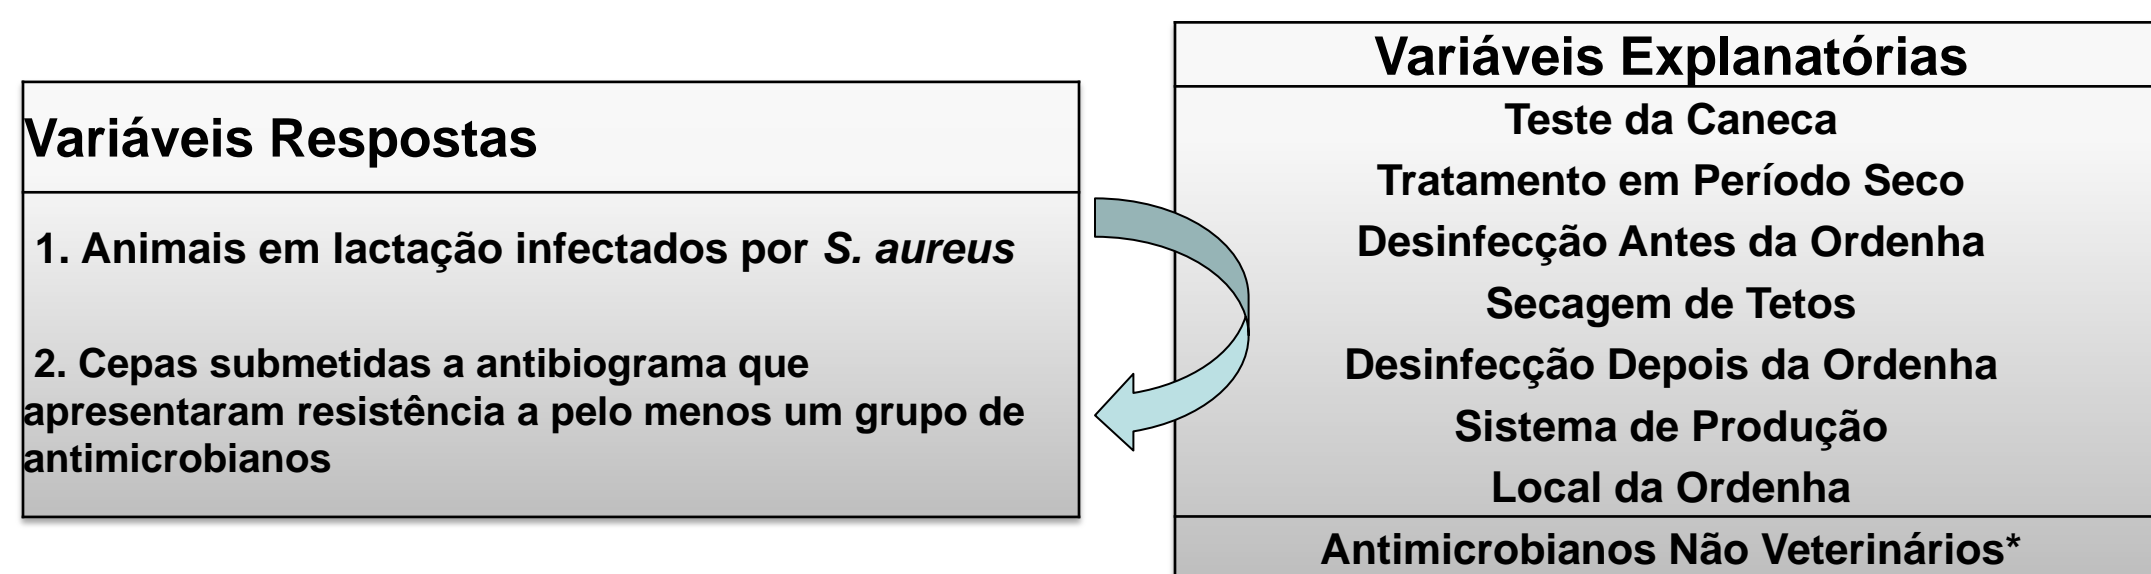 Variáveis Respostas
1. Animais em lactação infectados por S. aureus
2. Cepas submetidas a antibiograma que
apresentaram resistência a pelo menos um grupo de
antimicrobianos
Variáveis Explanatórias
Teste da Caneca
Tratamento em Período Seco
Desinfecção Antes da Ordenha
Secagem de Tetos
Desinfecção Depois da Ordenha
Sistema de Produção
Local da Ordenha
Antimicrobianos Não Veterinários*